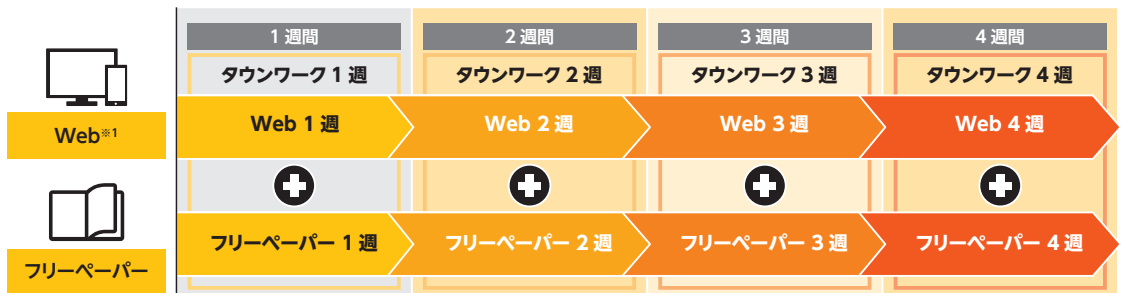 1週間 2週間 3週間 4週間
タウンワーク1週 タウンワーク2週 タウンワーク3週 タウンワーク4週
Web※1 Web 1週 Web 2週 Web 3週 Web 4週
フリーペーパー 1週 フリーペーパー 2週 フリーペーパー 3週 フリーペーパー 4週
フリーペーパー